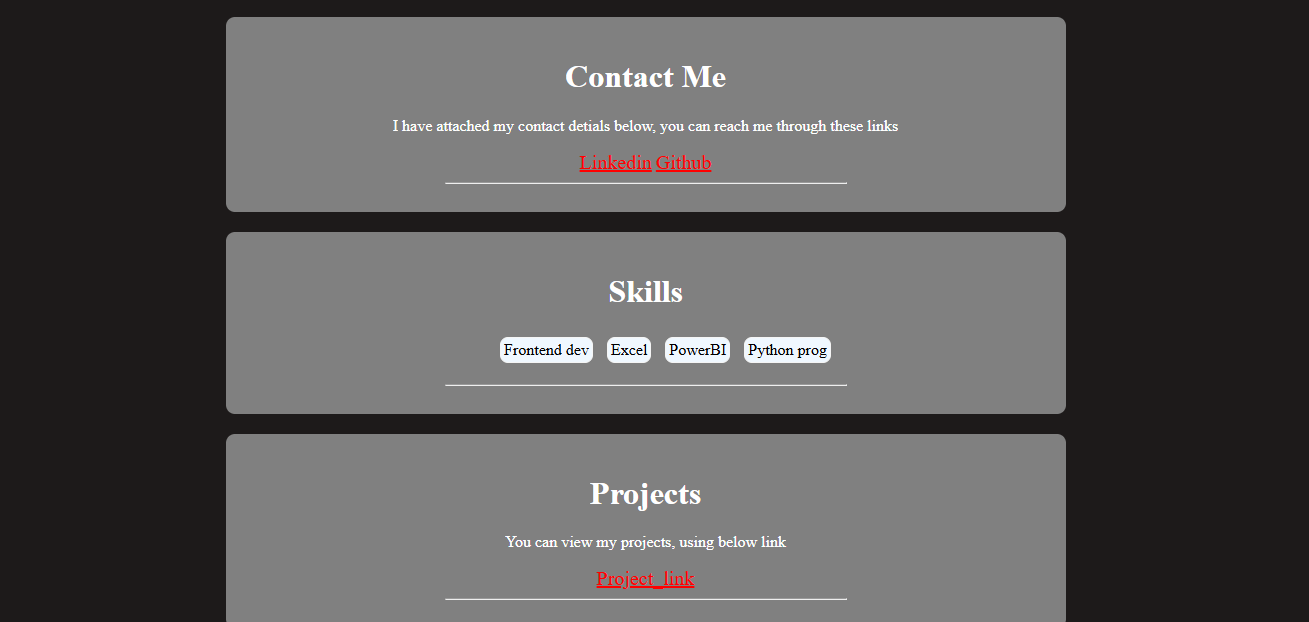 Contact Me
I have attached my contact detials below, you can reach me through these links
Linkedin Github
Skills
Frontend dev Excel PowerBI Python prog
Projects
You can view my projects, using below link
Project_link